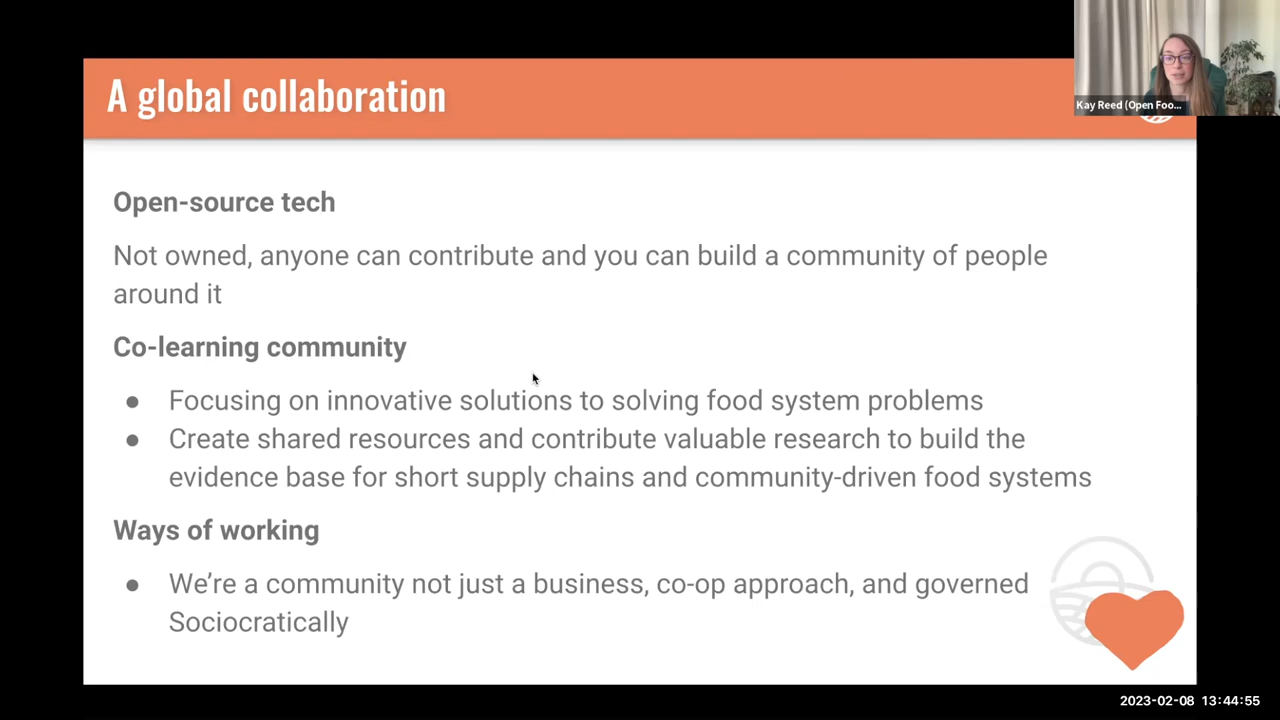 A global collaboration
Kay Reed (Open Foo...
Open-source tech
Not owned, anyone can contribute and you can build a community of people
around it
Co-learning community
● Focusing on innovative solutions to solving food system problems
● Create shared resources and contribute valuable research to build the
evidence base for short supply chains and community-driven food systems
Ways of working
● We’re a community not just a business, co-op approach, and governed
Sociocratically
2023-02-08 13:44:55